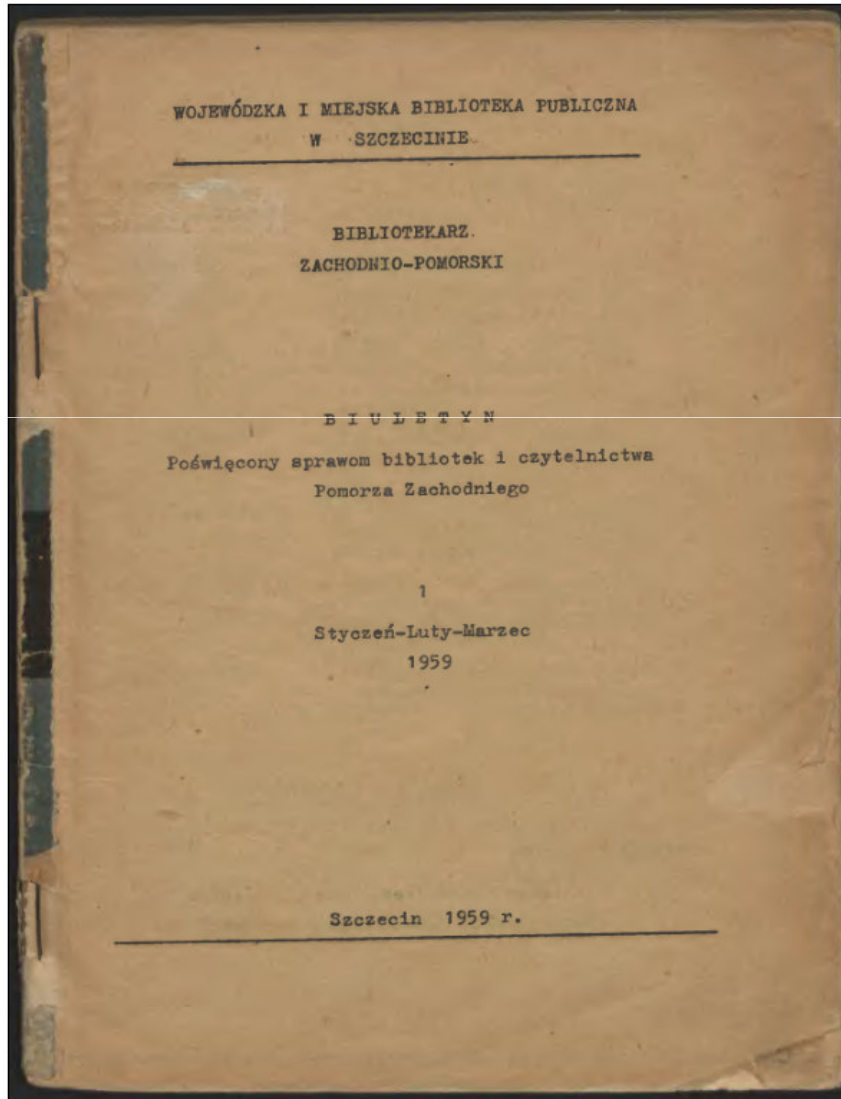 WOJEWÓDZKA I MIEJSKA BIBLIOTEKA PUBLICZNA
W SZCZECINIE
BIBLIOTEKARZ
ZACHODNIO-POMORSKI
B I U L E T Y N
Poświęcony sprawom bibliotek i czytelnictwa
Pomorza Zachodniego
1
Styczeń-Luty-Marzec
1959
Szczecin 1959 r.